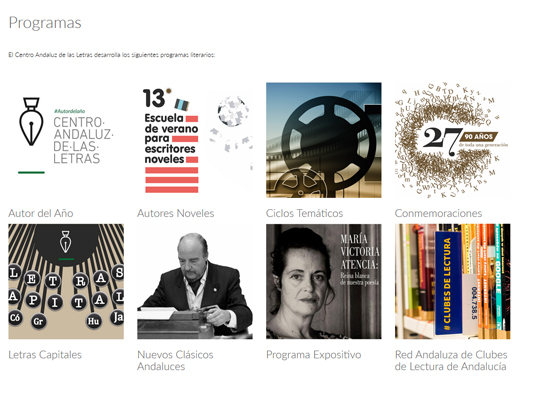 Programas
El Centro Andaluz de las Letras desarrolla los siguientes programas literarios:
#Autordelaño
CENTRO·
ANDALUZ·
DE·LAS·
LETRAS
13ª
Escuela
de verano
para
escritores
noveles
27
90 AÑOS
de toda una generación
Autor del Año
Autores Noveles
Ciclos Temáticos
Conmemoraciones
LETRAS
APITAL
Có
Gr
Hu
Ja
MARÍA
VICTORIA
ATENCIA:
Reina blanca
de nuestra poesía
# CLUBES DE LECTURA
004.738.5
GOOGLE
Letras Capitales
Nuevos Clásicos
Andaluces
Programa Expositivo
Red Andaluza de Clubes
de Lectura de Andalucía